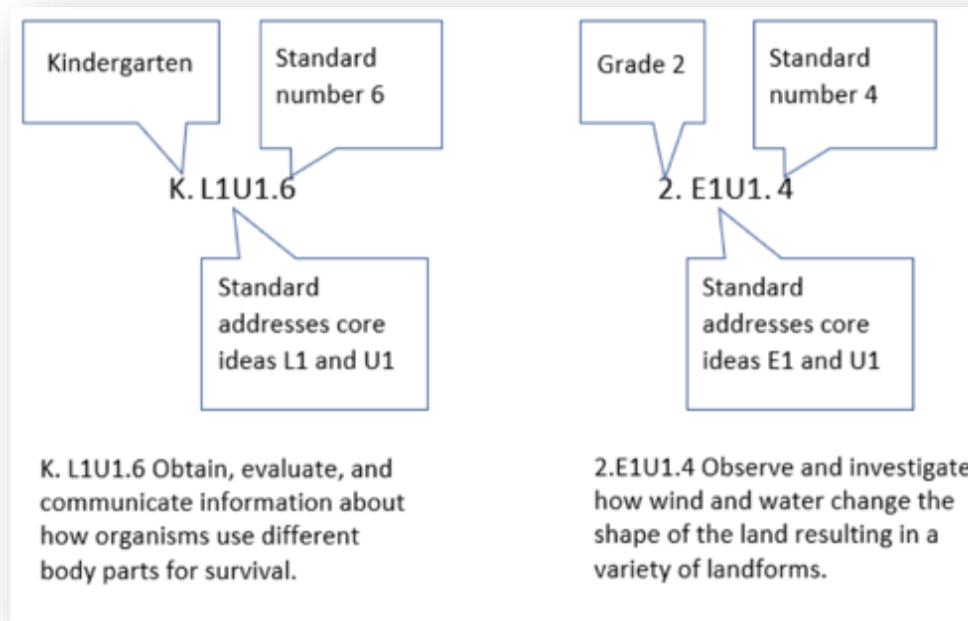 Kindergarten
Standard
number 6
K. L1U1.6
Standard
addresses core
ideas L1 and U1
K. L1U1.6 Obtain, evaluate, and
communicate information about
how organisms use different
body parts for survival.
Grade 2
Standard
number 4
2. E1U1. 4
Standard
addresses core
ideas E1 and U1
2.E1U1.4 Observe and investigate
how wind and water change the
shape of the land resulting in a
variety of landforms.